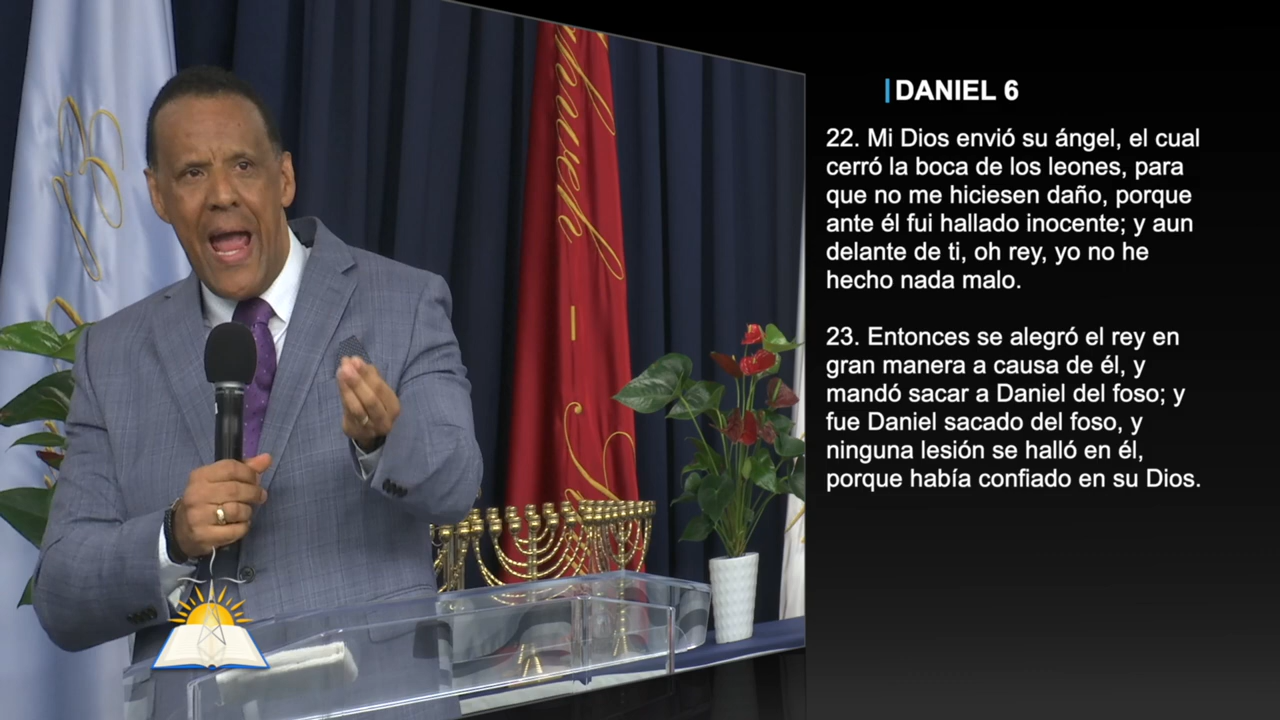 DANIEL 6
22. Mi Dios envió su ángel, el cual
cerró la boca de los leones, para
que no me hiciesen daño, porque
ante él fui hallado inocente; y aun
delante de ti, oh rey, yo no he
hecho nada malo.
23. Entonces se alegró el rey en
gran manera a causa de él, y
mandó sacar a Daniel del foso; y
fue Daniel sacado del foso, y
ninguna lesión se halló en él,
porque había confiado en su Dios.